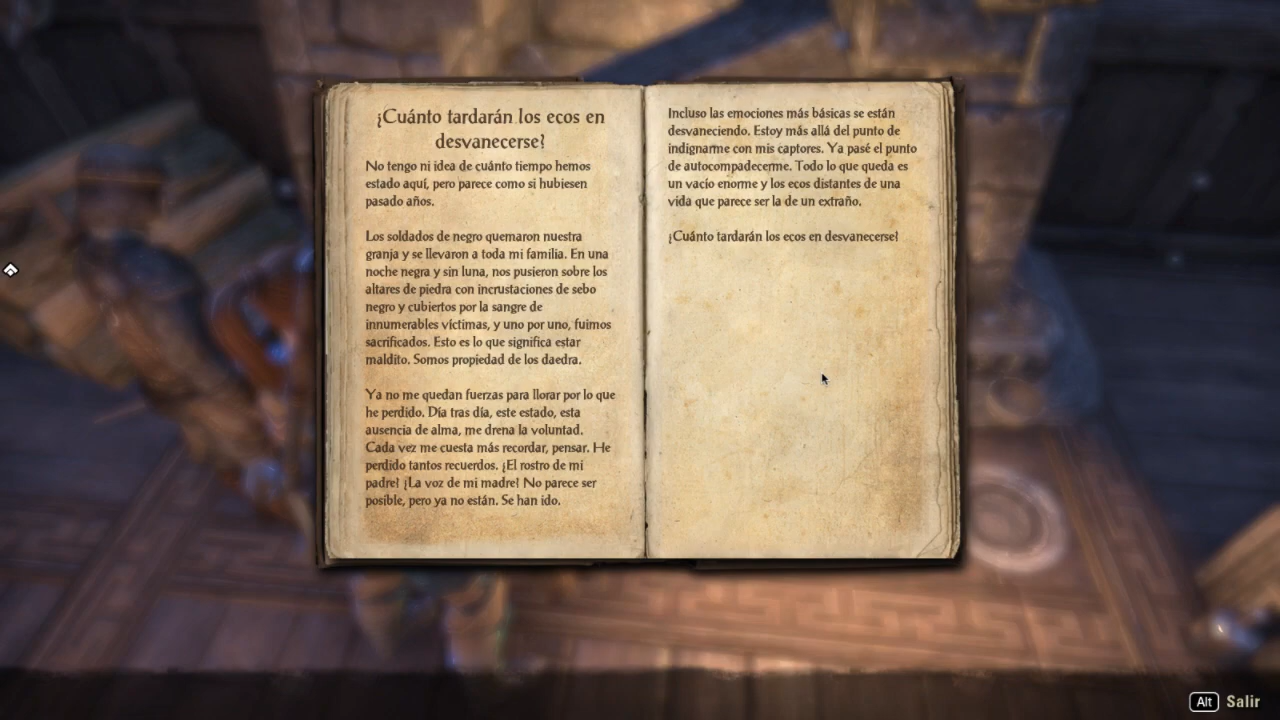 ¿Cuánto tardarán los ecos en
desvanecerse?
No tengo ni idea de cuánto tiempo hemos
estado aquí, pero parece como si hubiesen
pasado años.
Los soldados de negro quemaron nuestra
granja y se llevaron a toda mi familia. En una
noche negra y sin luna, nos pusieron sobre los
altares de piedra con incrustaciones de sebo
negro y cubiertos por la sangre de
innumerables víctimas, y uno por uno, fuimos
sacrificados. Esto es lo que significa estar
maldito. Somos propiedad de los daedra.
Ya no me quedan fuerzas para llorar por lo que
he perdido. Día tras día, este estado, esta
ausencia de alma, me drena la voluntad.
Cada vez me cuesta más recordar, pensar. He
perdido tantos recuerdos. ¿El rostro de mi
padre? ¿La voz de mi madre? No parece ser
posible, pero ya no están. Se han ido.
Incluso las emociones más básicas se están
desvaneciendo. Estoy más allá del punto de
indignarme con mis captores. Ya pasé el punto
de autocompadecerme. Todo lo que queda es
un vacío enorme y los ecos distantes de una
vida que parece ser la de un extraño.
¿Cuánto tardarán los ecos en desvanecerse?
Alt Salir